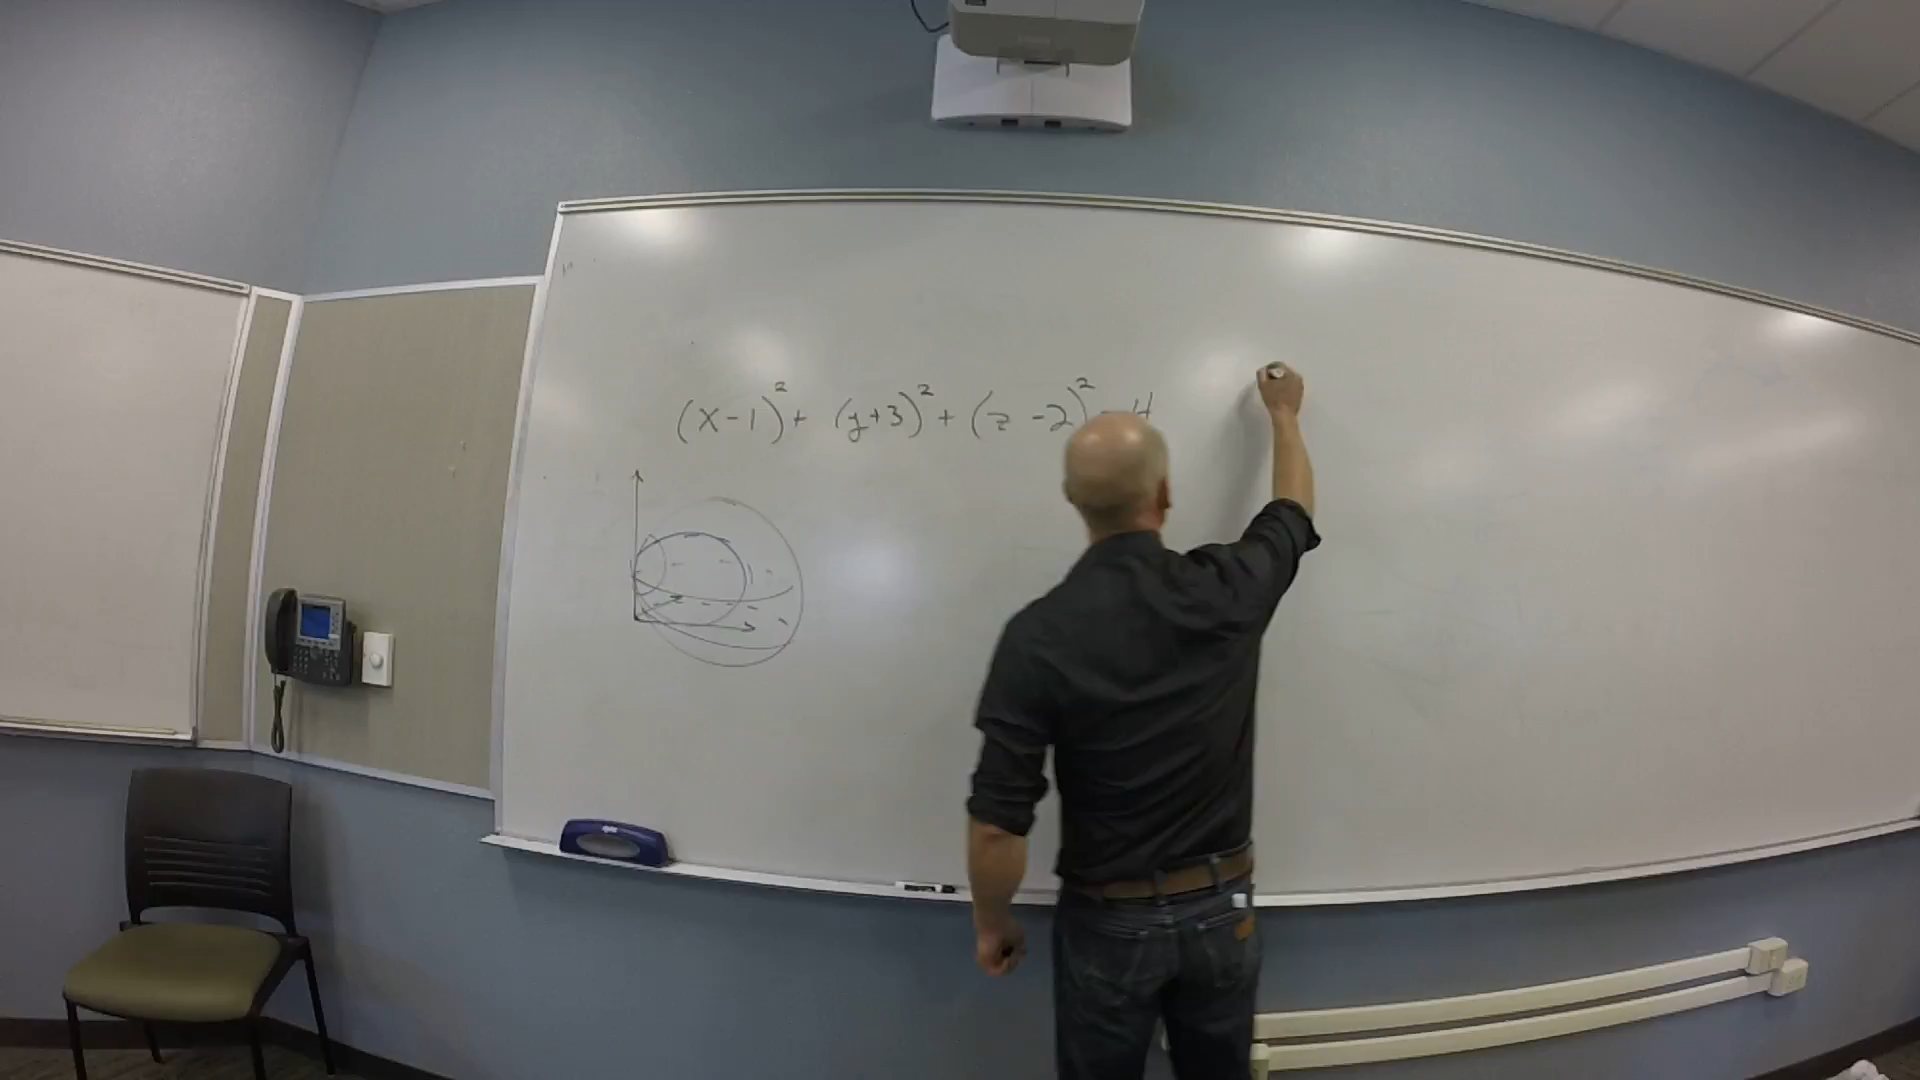 (x-1)² + (y+3)² + (z-2)² = 4